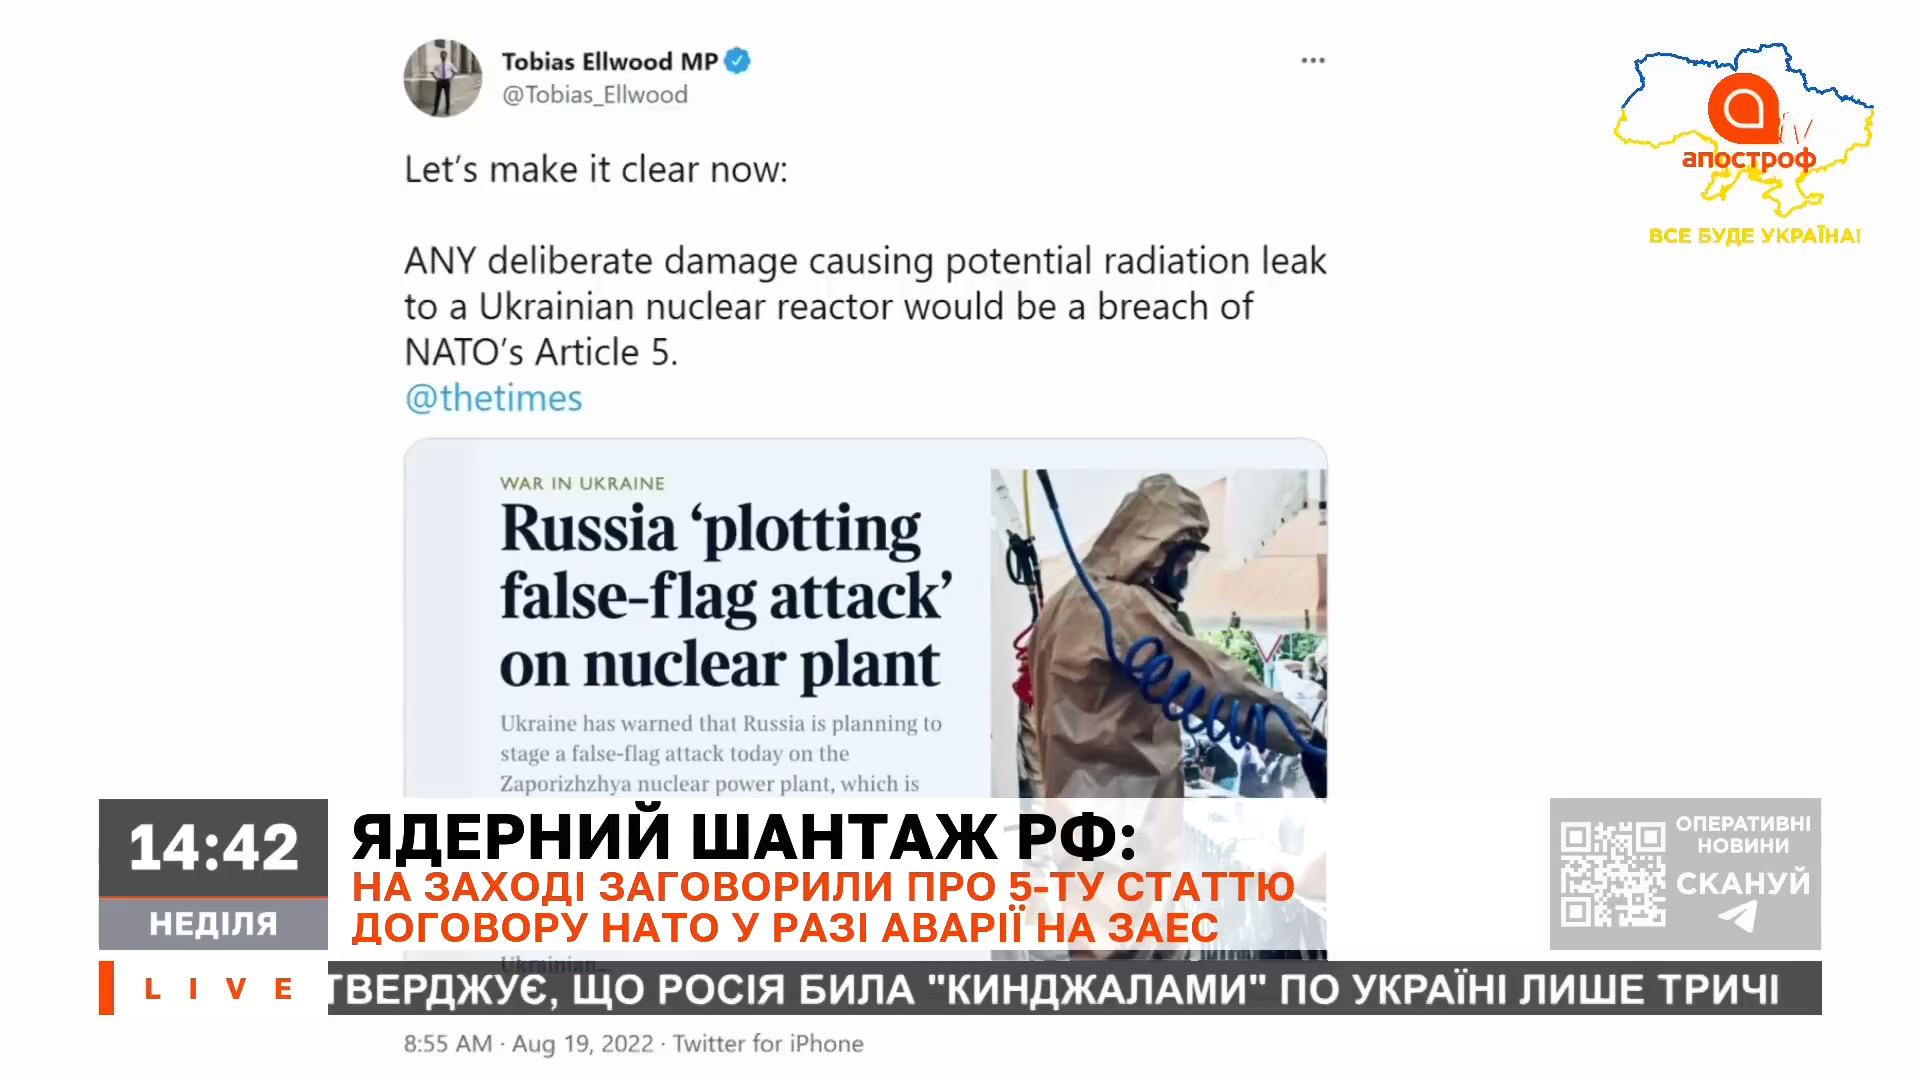 Tobias Ellwood MP
@Tobias_Ellwood
Let's make it clear now:
ANY deliberate damage causing potential radiation leak
to a Ukrainian nuclear reactor would be a breach of
NATO's Article 5.
@thetimes
WAR IN UKRAINE
Russia ‘plotting
false-flag attack’
on nuclear plant
Ukraine has warned that Russia is planning to
stage a false-flag attack today on the
Zaporizhzhya nuclear power plant, which is
Ukrainian...
8:55 AM · Aug 19, 2022 · Twitter for iPhone
tv
апостроф
ВСЕ БУДЕ УКРАЇНА!
14:42
НЕДІЛЯ
ЯДЕРНИЙ ШАНТАЖ РФ:
НА ЗАХОДІ ЗАГОВОРИЛИ ПРО 5-ТУ СТАТТЮ
ДОГОВОРУ НАТО У РАЗІ АВАРІЇ НА ЗАЕС
ОПЕРАТИВНІ
НОВИНИ
СКАНУЙ
LIVE
ТВЕРДЖУЄ, ЩО РОСІЯ БИЛА "КИНДЖАЛАМИ" ПО УКРАЇНІ ЛИШЕ ТРИЧІ